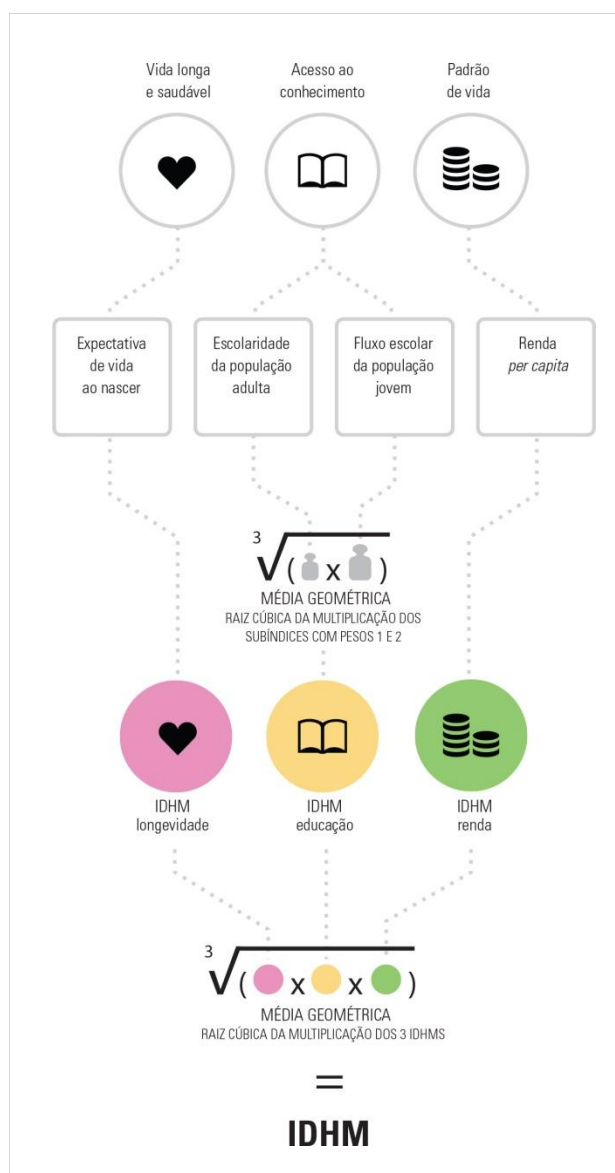 Vida longa
e saudável
Acesso ao
conhecimento
Padrão
de vida
Expectativa
de vida
ao nascer
Escolaridade
da população
adulta
Fluxo escolar
da população
jovem
Renda
per capita
3√( x )
MÉDIA GEOMÉTRICA
RAIZ CÚBICA DA MULTIPLICAÇÃO DOS
SUBÍNDICES COM PESOS 1 E 2
IDHM
longevidade
IDHM
educação
IDHM
renda
3√( x x )
MÉDIA GEOMÉTRICA
RAIZ CÚBICA DA MULTIPLICAÇÃO DOS 3 IDHMS
=
IDHM